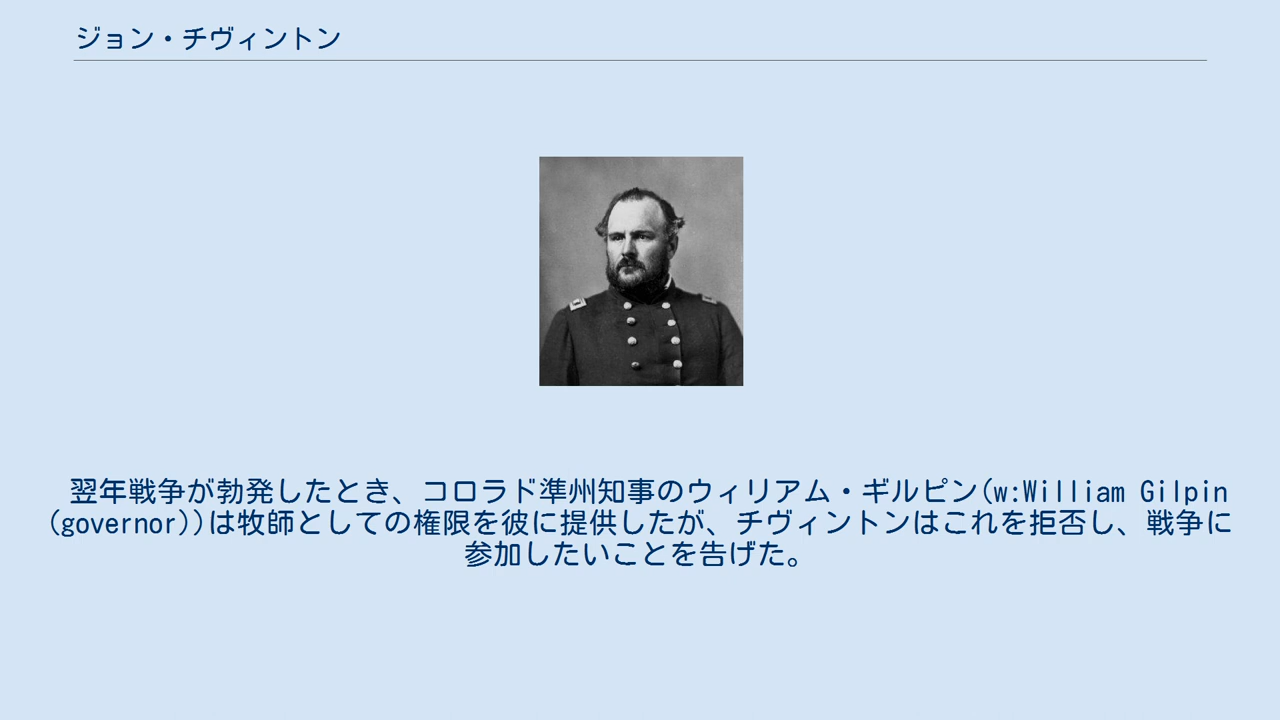 ジョン・チヴィントン
翌年戦争が勃発したとき、コロラド準州知事のウィリアム・ギルピン(w:William Gilpin
(governor))は牧師としての権限を彼に提供したが、チヴィントンはこれを拒否し、戦争に
参加したいことを告げた。